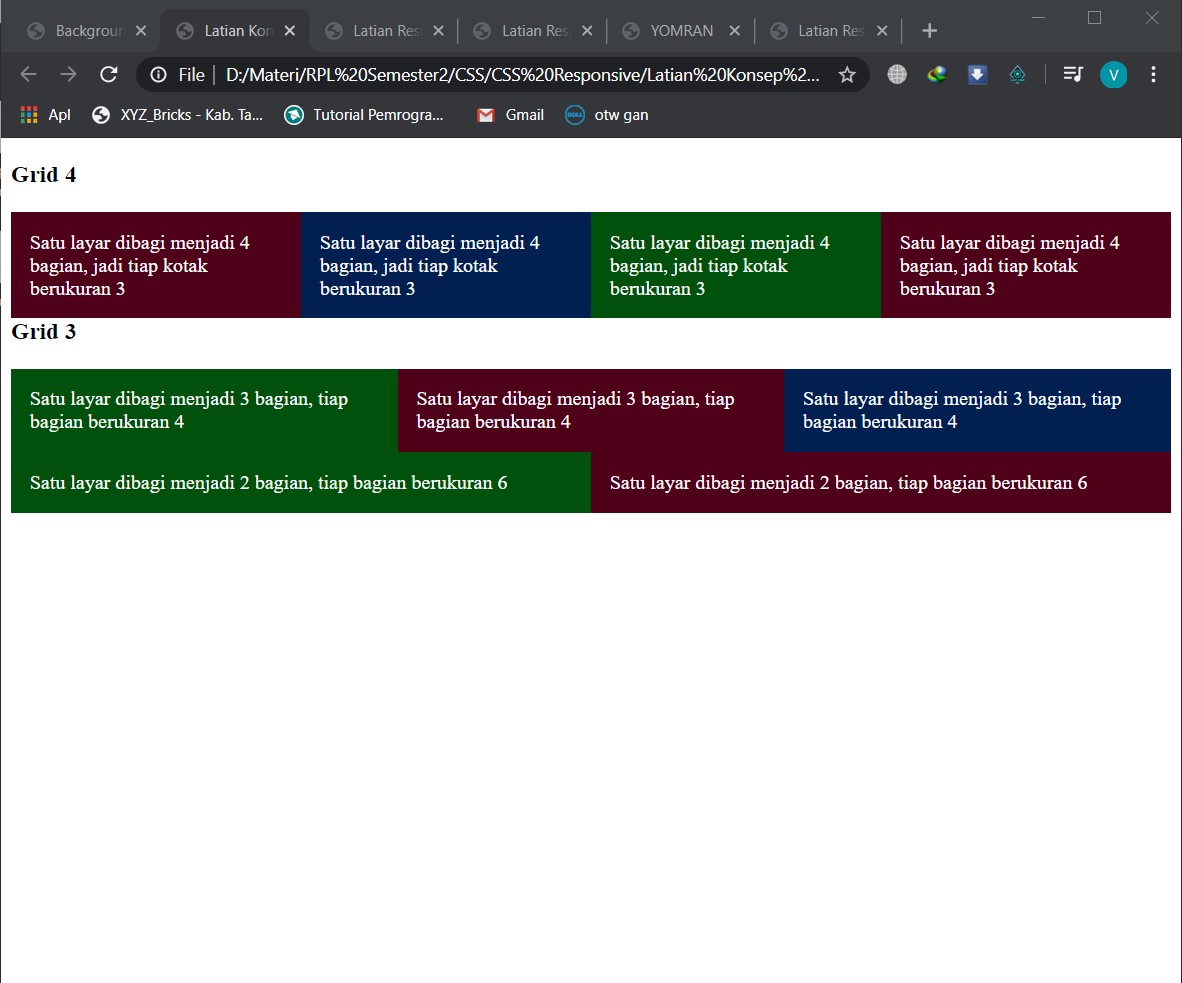 Backgroun
Latian Kon
Latian Res
Latian Res
YOMRAN
Latian Res
File
D:/Materi/RPL%20Semester2/CSS/CSS%20Responsive/Latian%20Konsep%2...
V
Apl
XYZ_Bricks - Kab. Ta...
Tutorial Pemrogra...
Gmail
DELL
otw gan
Grid 4
Satu layar dibagi menjadi 4
bagian, jadi tiap kotak
berukuran 3
Satu layar dibagi menjadi 4
bagian, jadi tiap kotak
berukuran 3
Satu layar dibagi menjadi 4
bagian, jadi tiap kotak
berukuran 3
Satu layar dibagi menjadi 4
bagian, jadi tiap kotak
berukuran 3
Grid 3
Satu layar dibagi menjadi 3 bagian, tiap
bagian berukuran 4
Satu layar dibagi menjadi 3 bagian, tiap
bagian berukuran 4
Satu layar dibagi menjadi 3 bagian, tiap
bagian berukuran 4
Satu layar dibagi menjadi 2 bagian, tiap bagian berukuran 6
Satu layar dibagi menjadi 2 bagian, tiap bagian berukuran 6